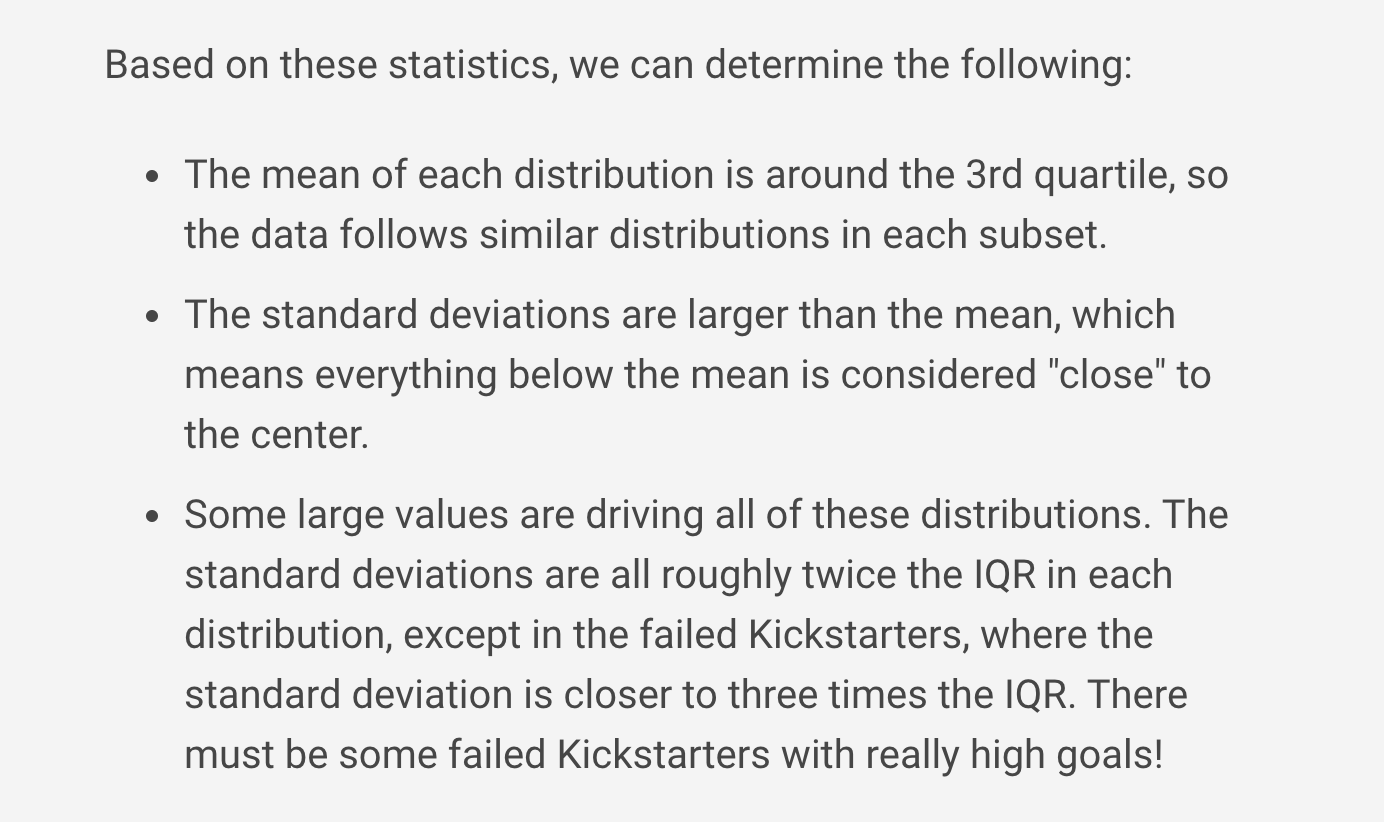 Based on these statistics, we can determine the following:
• The mean of each distribution is around the 3rd quartile, so
the data follows similar distributions in each subset.
• The standard deviations are larger than the mean, which
means everything below the mean is considered "close" to
the center.
• Some large values are driving all of these distributions. The
standard deviations are all roughly twice the IQR in each
distribution, except in the failed Kickstarters, where the
standard deviation is closer to three times the IQR. There
must be some failed Kickstarters with really high goals!